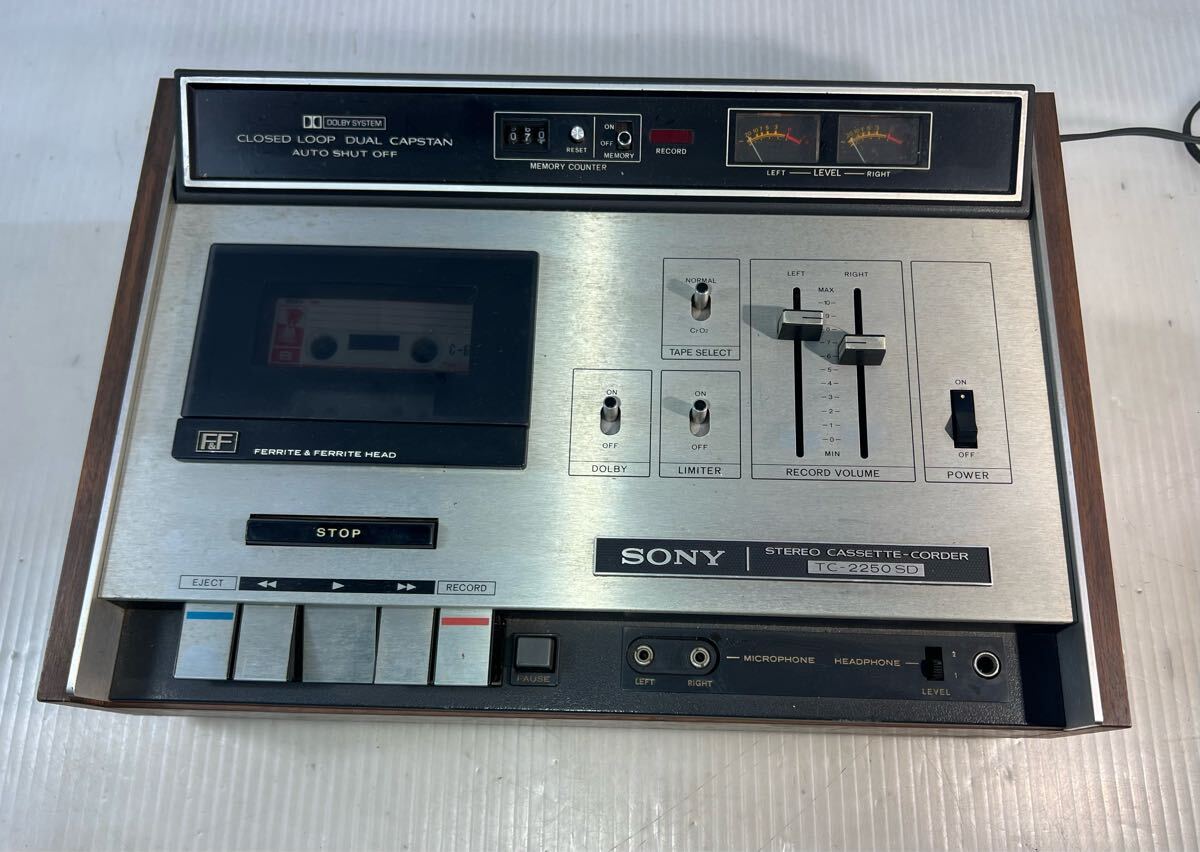 DOLBY SYSTEM
CLOSED LOOP DUAL CAPSTAN
AUTO SHUT OFF
070
RESET
ON
OFF
MEMORY
MEMORY COUNTER
RECORD
LEFT — LEVEL — RIGHT
F&F
FERRITE & FERRITE HEAD
NORMAL
CrO2
TAPE SELECT
ON
OFF
DOLBY
ON
OFF
LIMITER
LEFT RIGHT
MAX
10
9
7
6
5
4
3
2
1
0
MIN
RECORD VOLUME
ON
OFF
POWER
STOP
SONY
STEREO CASSETTE-CORDER
TC-2250SD
EJECT
RECORD
PAUSE
LEFT
RIGHT
MICROPHONE
HEADPHONE
2
1
LEVEL